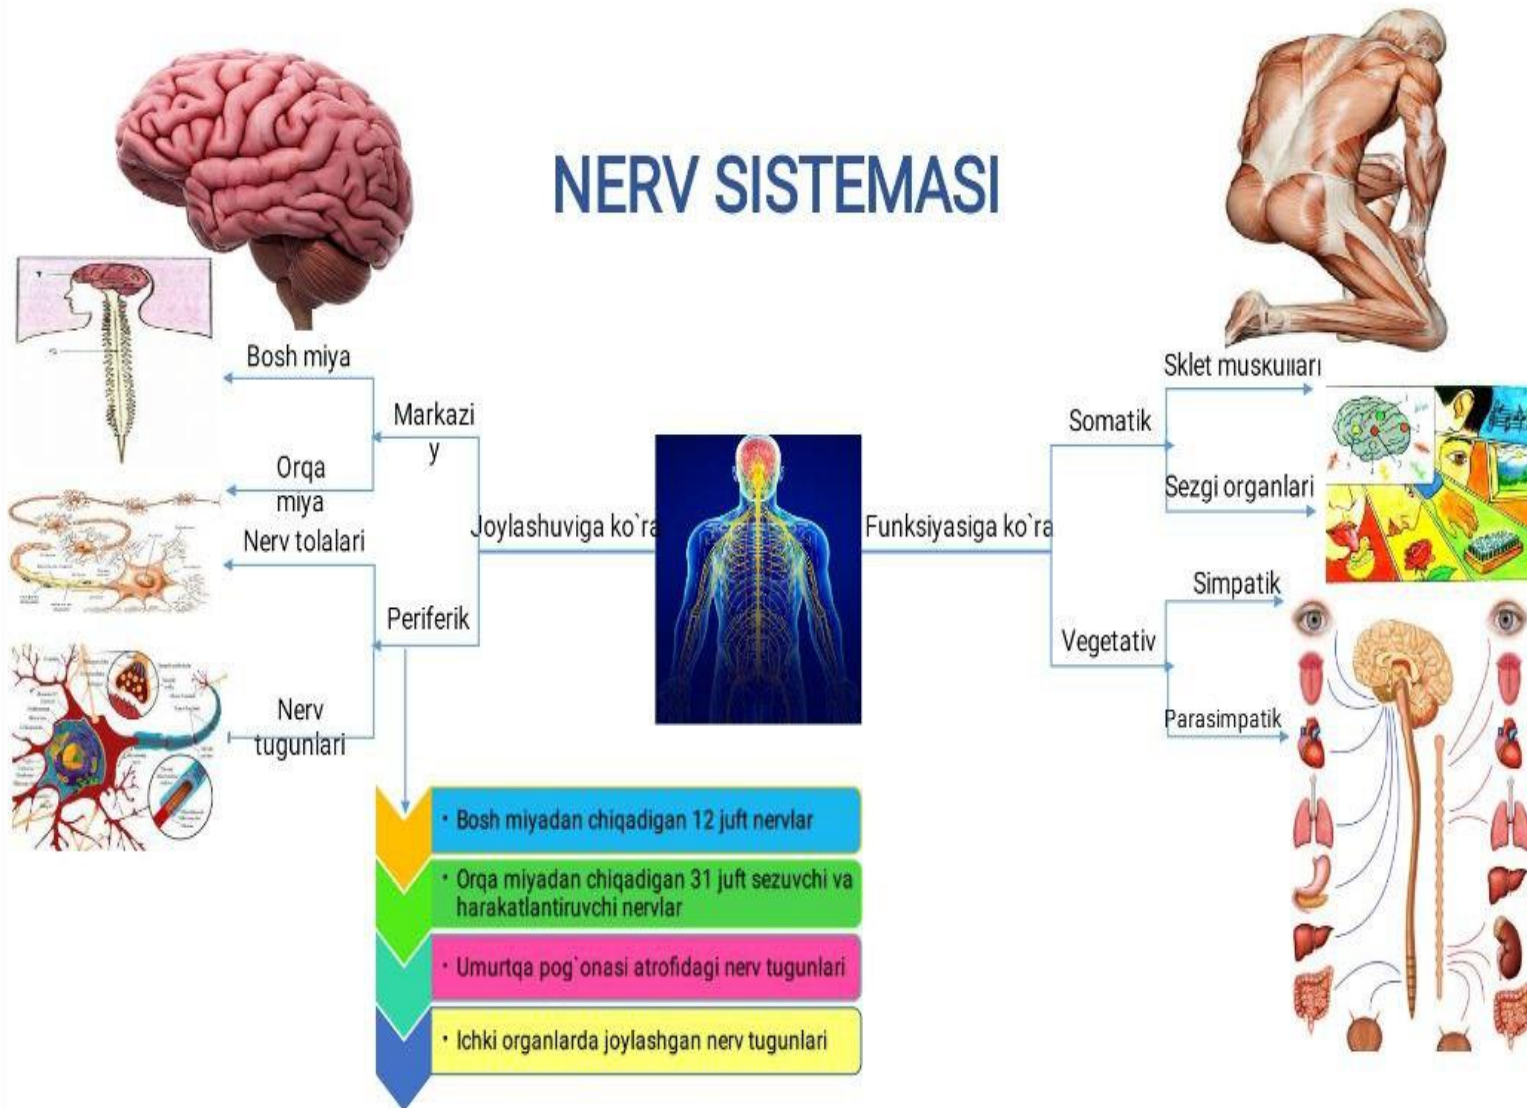 NERV SISTEMASI
Bosh miya
Markazi
y
Orqa
miya
Nerv tolalari
Joylashuviga ko`ra
Periferik
Nerv
tugunlari
Funksiyasiga ko`ra
Somatik
Sklet muskullari
Sezgi organlari
Vegetativ
Simpatik
Parasimpatik
• Bosh miyadan chiqadigan 12 juft nervlar
• Orqa miyadan chiqadigan 31 juft sezuvchi va
harakatlantiruvchi nervlar
• Umurtqa pog`onasi atrofidagi nerv tugunlari
• Ichki organlarda joylashgan nerv tugunlari